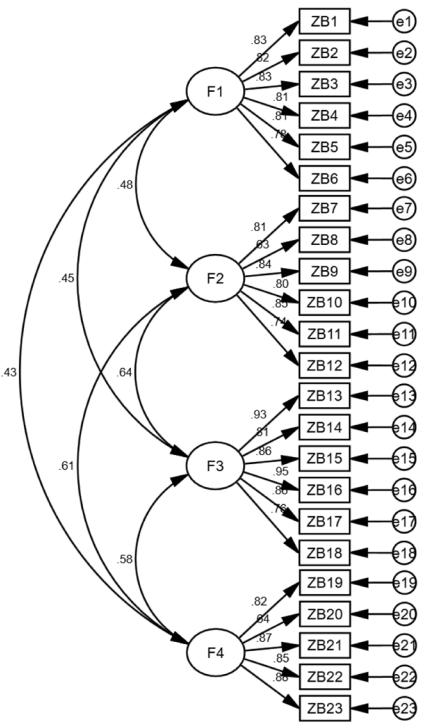 ZB1
e1
.83
ZB2
e2
.82
F1
.83
ZB3
e3
.81
ZB4
e4
.81
ZB5
e5
ZB6
e6
.48
ZB7
e7
.81
ZB8
e8
.63
F2
.84
ZB9
e9
.80
ZB10
e10
ZB11
e11
.74
ZB12
e12
.45
.43
.64
ZB13
e13
.93
ZB14
e14
.81
F3
.86
ZB15
e15
.95
ZB16
e16
ZB17
e17
ZB18
e18
.61
.58
ZB19
e19
.82
ZB20
e20
.64
F4
.87
ZB21
e21
.85
ZB22
e22
ZB23
e23